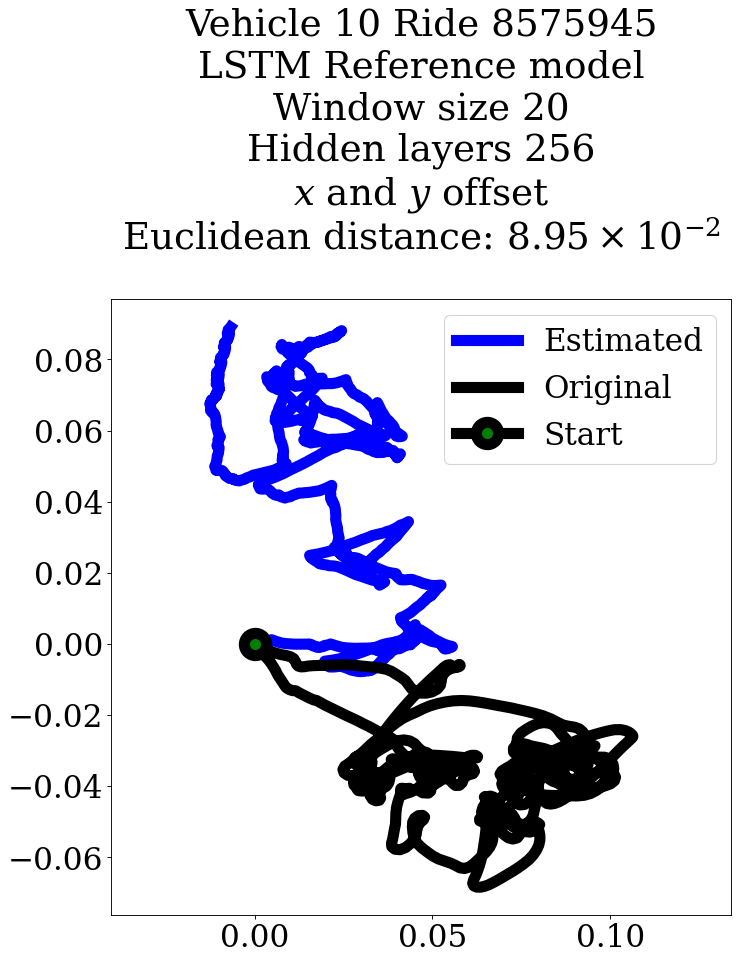 Vehicle 10 Ride 8575945
LSTM Reference model
Window size 20
Hidden layers 256
x and y offset
Euclidean distance: 8.95 × 10⁻²
Estimated
Original
Start
0.08
0.06
0.04
0.02
0.00
−0.02
−0.04
−0.06
0.00 0.05 0.10